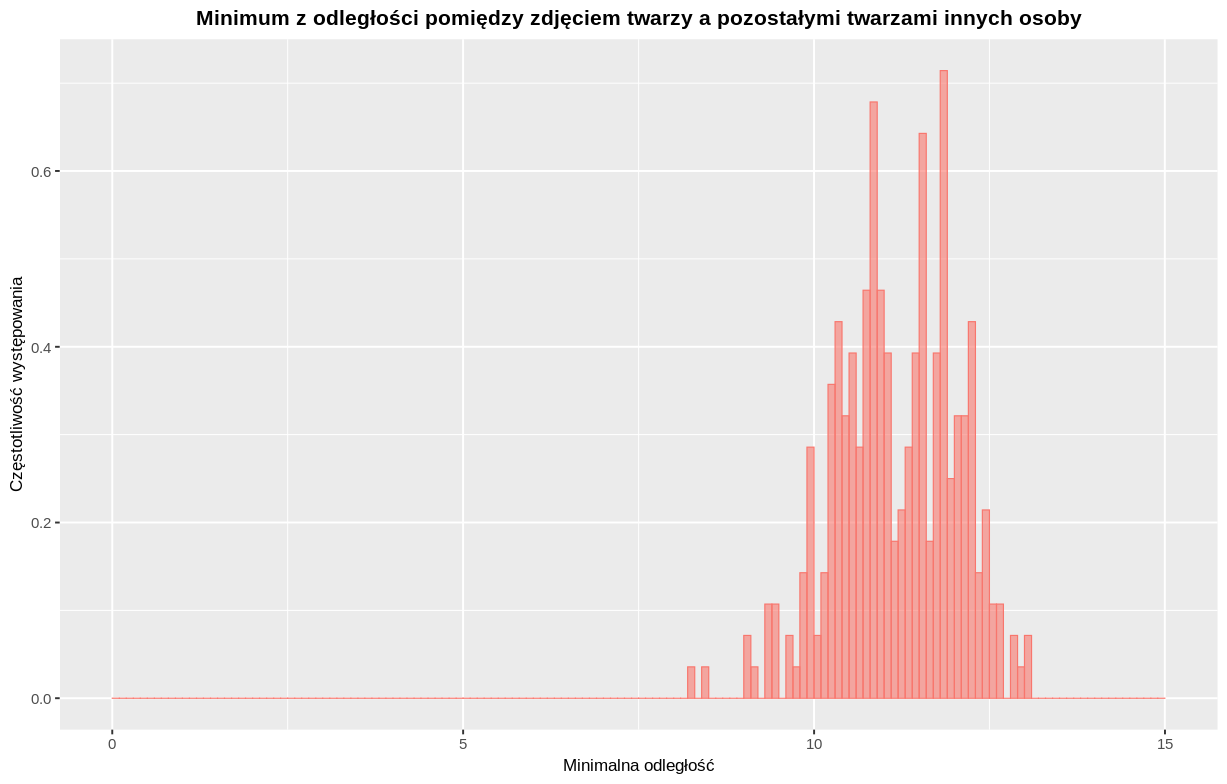 Minimum z odległości pomiędzy zdjęciem twarzy a pozostałymi twarzami innych osoby
Częstotliwość występowania
0.6
0.4
0.2
0.0
0 5 10 15
Minimalna odległość